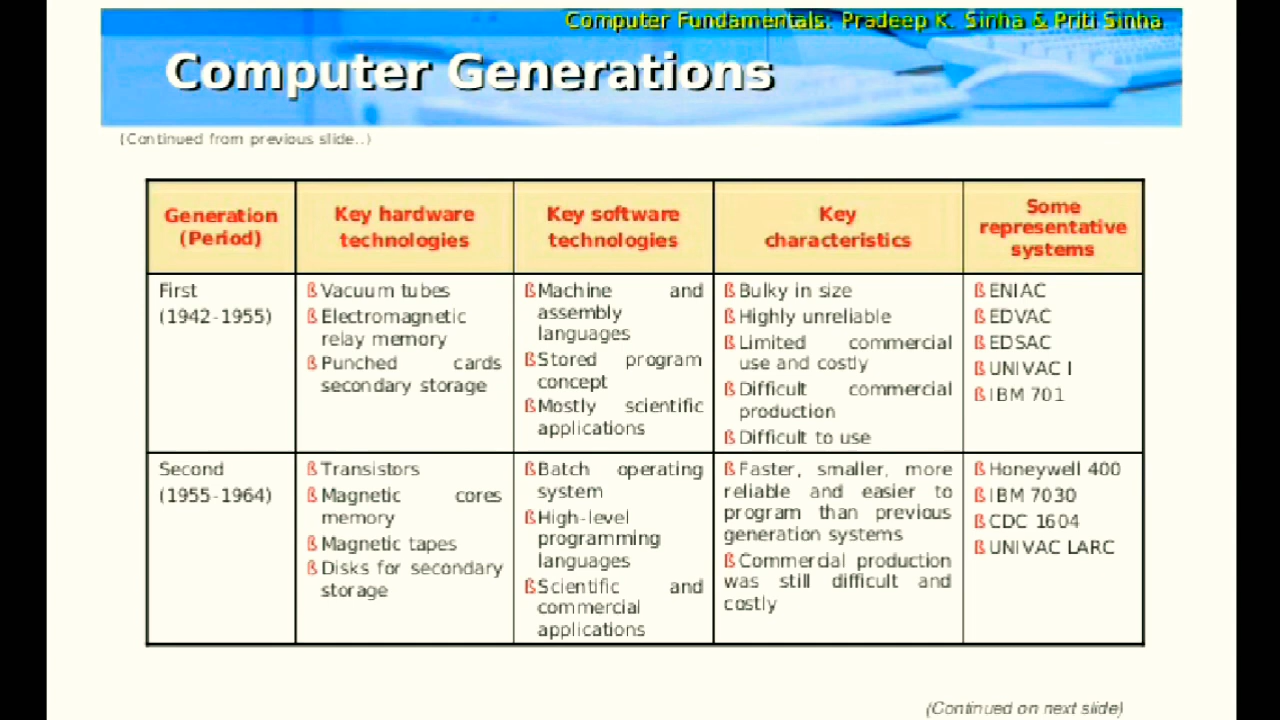 Computer Fundamentals: Pradeep K. Sinha & Priti Sinha
Computer Generations
(Continued from previous slide..)
Generation
(Period)
Key hardware
technologies
Key software
technologies
Key
characteristics
Some
representative
systems
First
(1942-1955)
ß Vacuum tubes
ß Electromagnetic
relay memory
ß Punched cards
secondary storage
ß Machine and
assembly
languages
ß Stored program
concept
ß Mostly scientific
applications
ß Bulky in size
ß Highly unreliable
ß Limited commercial
use and costly
ß Difficult commercial
production
ß Difficult to use
ß ENIAC
ß EDVAC
ß EDSAC
ß UNIVAC I
ß IBM 701
Second
(1955-1964)
ß Transistors
ß Magnetic cores
memory
ß Magnetic tapes
ß Disks for secondary
storage
ß Batch operating
system
ß High-level
programming
languages
ß Scientific and
commercial
applications
ß Faster, smaller, more
reliable and easier to
program than previous
generation systems
ß Commercial production
was still difficult and
costly
ß Honeywell 400
ß IBM 7030
ß CDC 1604
ß UNIVAC LARC
(Continued on next slide)